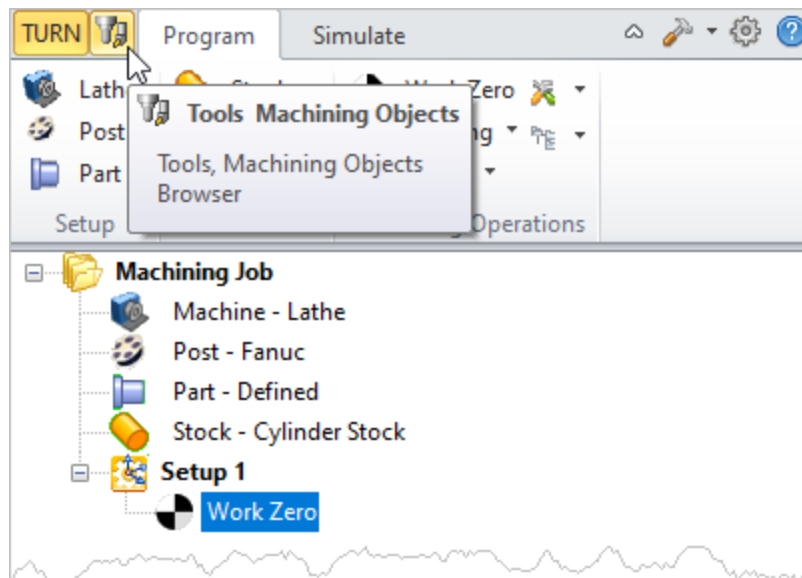 TURN Program Simulate
Lath Zero
Tools Machining Objects
Post ng
Tools, Machining Objects
Part
Browser
Setup Operations
Machining Job
Machine - Lathe
Post - Fanuc
Part - Defined
Stock - Cylinder Stock
Setup 1
Work Zero